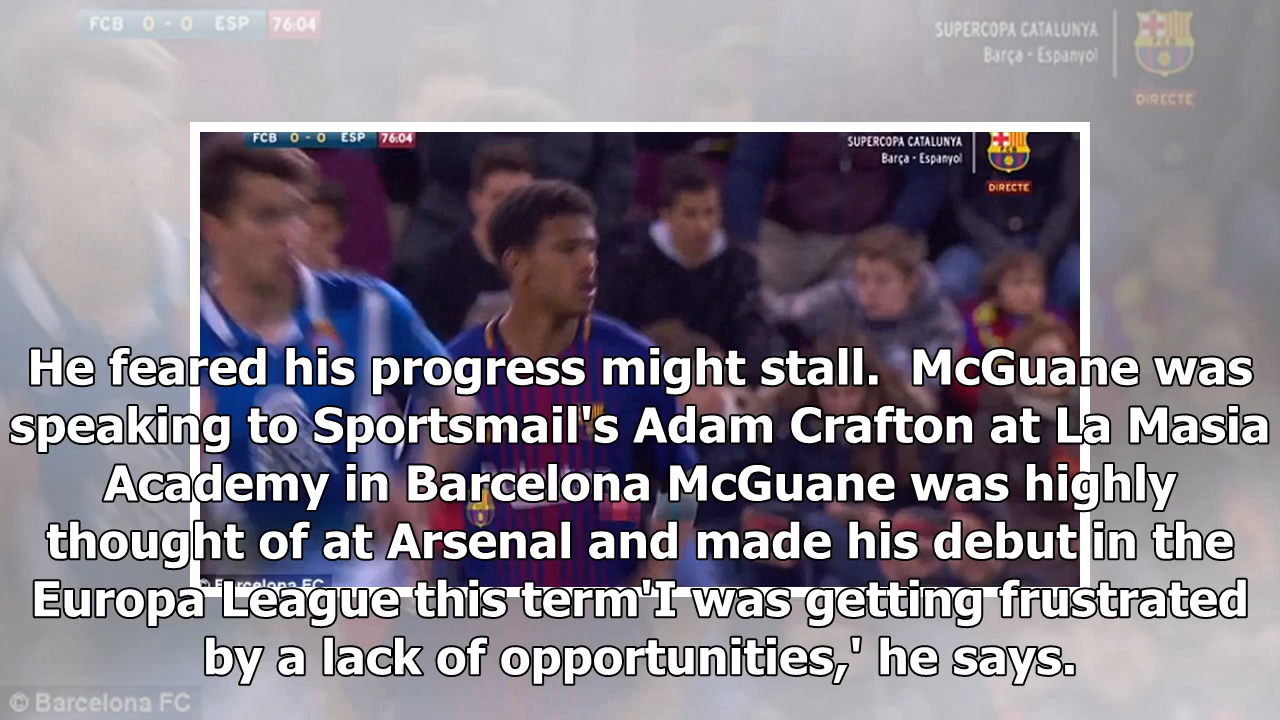 FCB 0 - 0 ESP 76:04
SUPERCOPA CATALUNYA
Barça - Espanyol
DIRECTE
FCB 0 - 0 ESP 76:04
SUPERCOPA CATALUNYA
Barça - Espanyol
DIRECTE
He feared his progress might stall.  McGuane was
speaking to Sportsmail's Adam Crafton at La Masia
Academy in Barcelona McGuane was highly
thought of at Arsenal and made his debut in the
Europa League this term'I was getting frustrated
by a lack of opportunities,' he says.
© Barcelona FC
© Barcelona FC